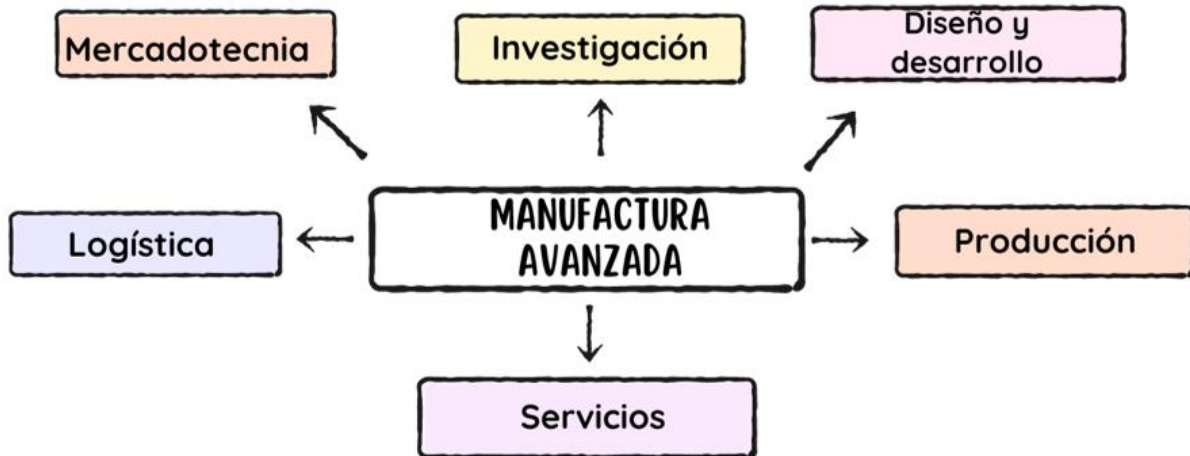 Mercadotecnia
Investigación
Diseño y
desarrollo
MANUFACTURA
AVANZADA
Logística
Producción
Servicios